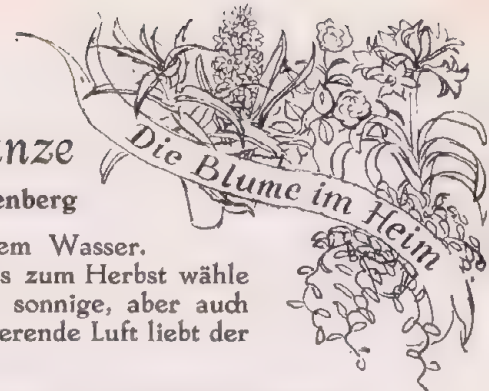 Die Blume im Heim
nze
enberg
em Wasser.
s zum Herbst wähle
sonnige, aber auch
erende Luft liebt der